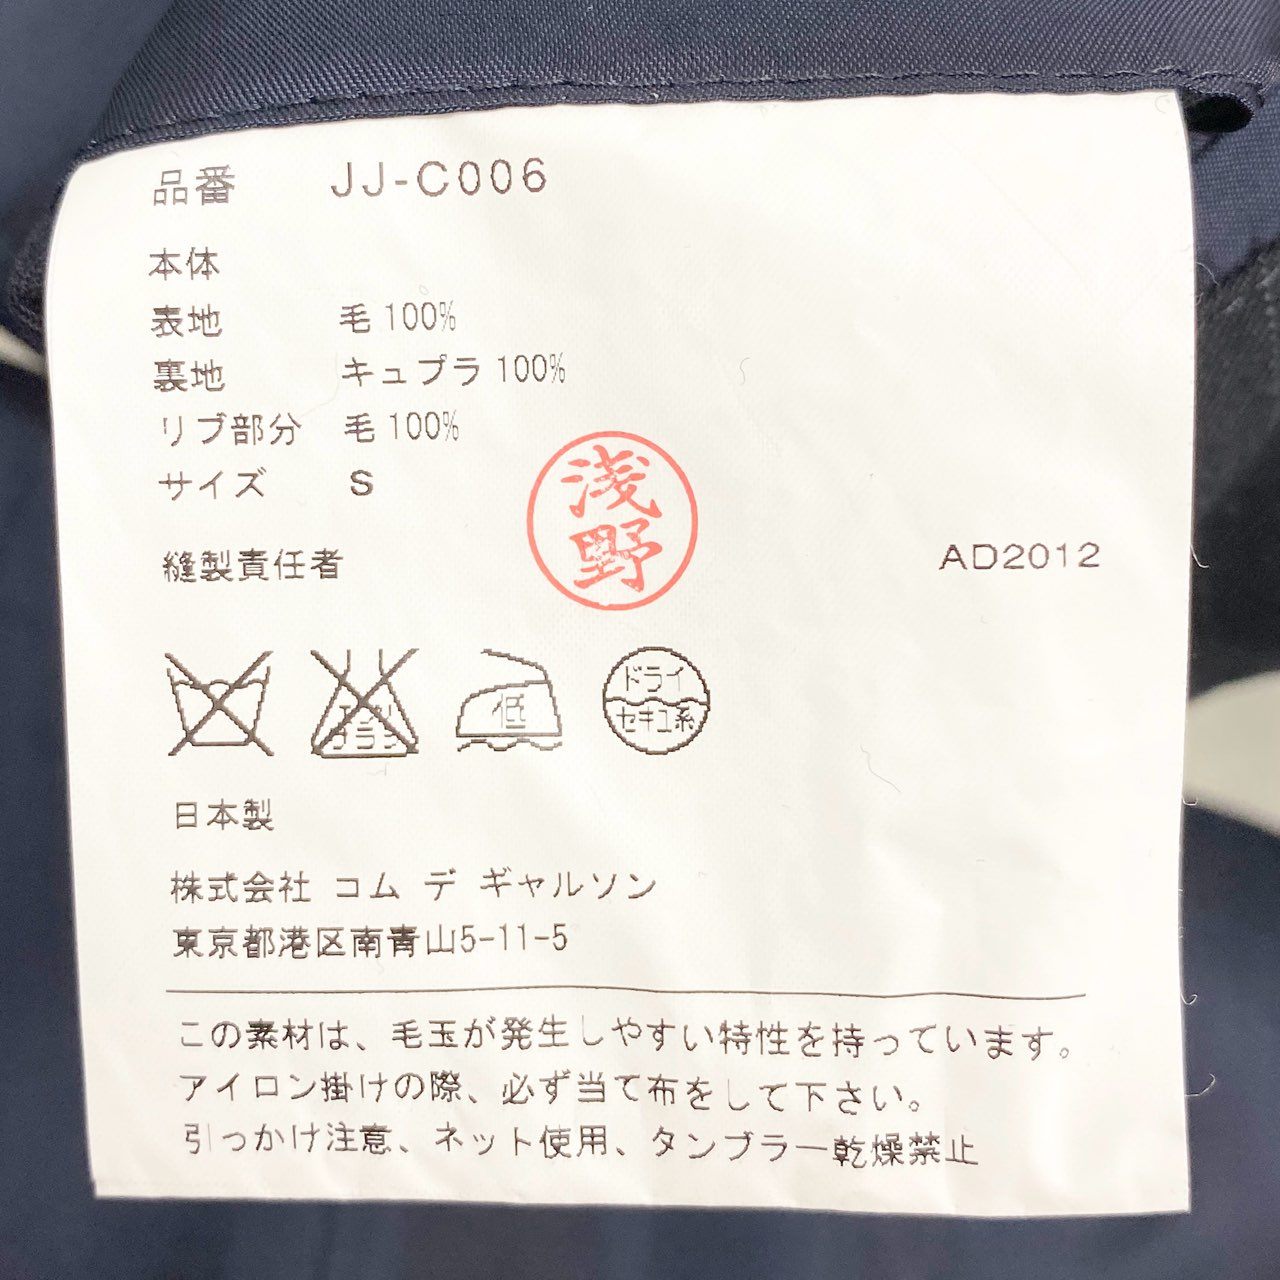 品番 JJ-C006
本体
表地 毛 100%
裏地 キュプラ 100%
リブ部分 毛 100%
サイズ S
浅野
縫製責任者
AD2012
エンソ
サラシ
低
ドライ
セキユ系
日本製
株式会社 コム デ ギャルソン
東京都港区南青山5-11-5
この素材は、毛玉が発生しやすい特性を持っています。
アイロン掛けの際、必ず当て布をして下さい。
引っかけ注意、ネット使用、タンブラー乾燥禁止